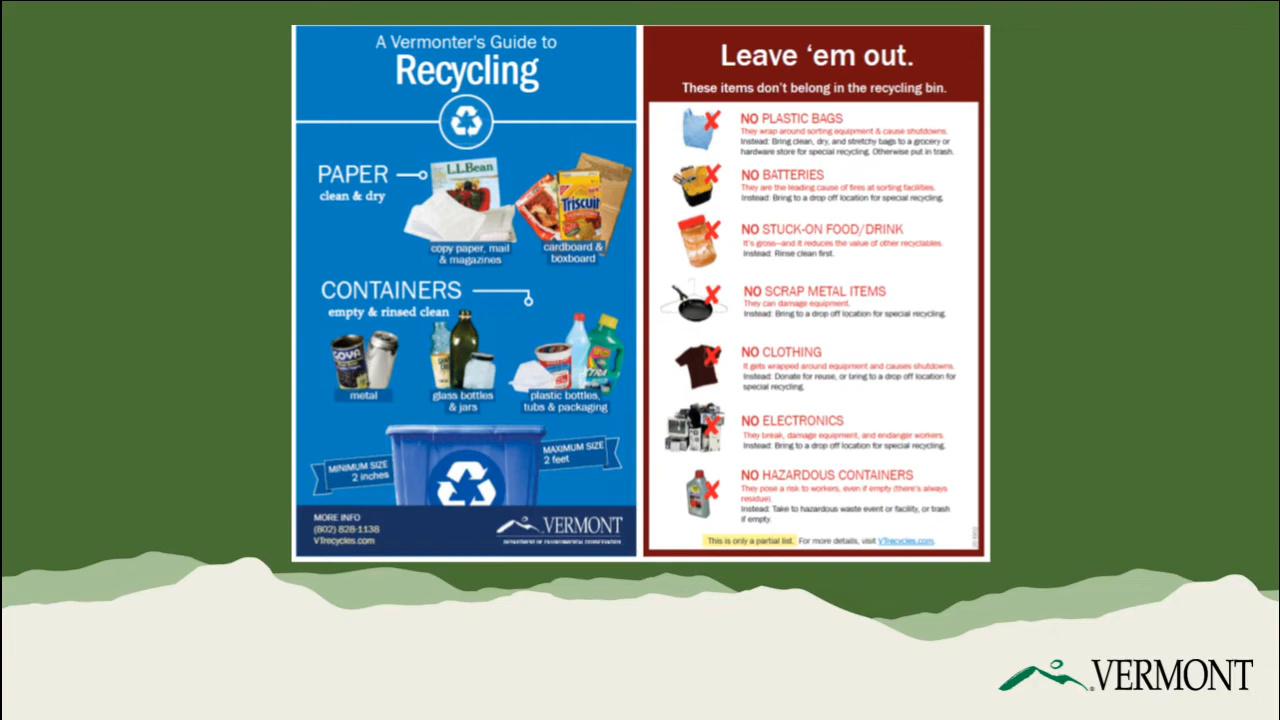 A Vermonter's Guide to
Recycling
PAPER
clean & dry
L.L.Bean
TRISCUIT
copy paper, mail
& magazines
cardboard &
boxboard
CONTAINERS
empty & rinsed clean
GOYA
XTRA
metal
glass bottles
& jars
plastic bottles,
tubs & packaging
MINIMUM SIZE
2 inches
MAXIMUM SIZE
2 feet
MORE INFO
(802) 828-1138
VTrecycles.com
VERMONT
DEPARTMENT OF ENVIRONMENTAL CONSERVATION
Leave 'em out.
These items don't belong in the recycling bin.
NO PLASTIC BAGS
They wrap around sorting equipment & cause shutdowns.
Instead: Bring clean, dry, and stretchy bags to a grocery or
hardware store for special recycling. Otherwise put in trash.
NO BATTERIES
They are the leading cause of fires at sorting facilities.
Instead: Bring to a drop off location for special recycling.
NO STUCK-ON FOOD/DRINK
It's gross—and it reduces the value of other recyclables.
Instead: Rinse clean first.
NO SCRAP METAL ITEMS
They can damage equipment.
Instead: Bring to a drop off location for special recycling.
NO CLOTHING
It gets wrapped around equipment and causes shutdowns.
Instead: Donate for reuse, or bring to a drop off location for
special recycling.
NO ELECTRONICS
They break, damage equipment, and endanger workers.
Instead: Bring to a drop off location for special recycling.
NO HAZARDOUS CONTAINERS
They pose a risk to workers, even if empty (there's always
residue).
Instead: Take to hazardous waste event or facility, or trash
if empty.
This is only a partial list. For more details, visit VTrecycles.com.
VERMONT